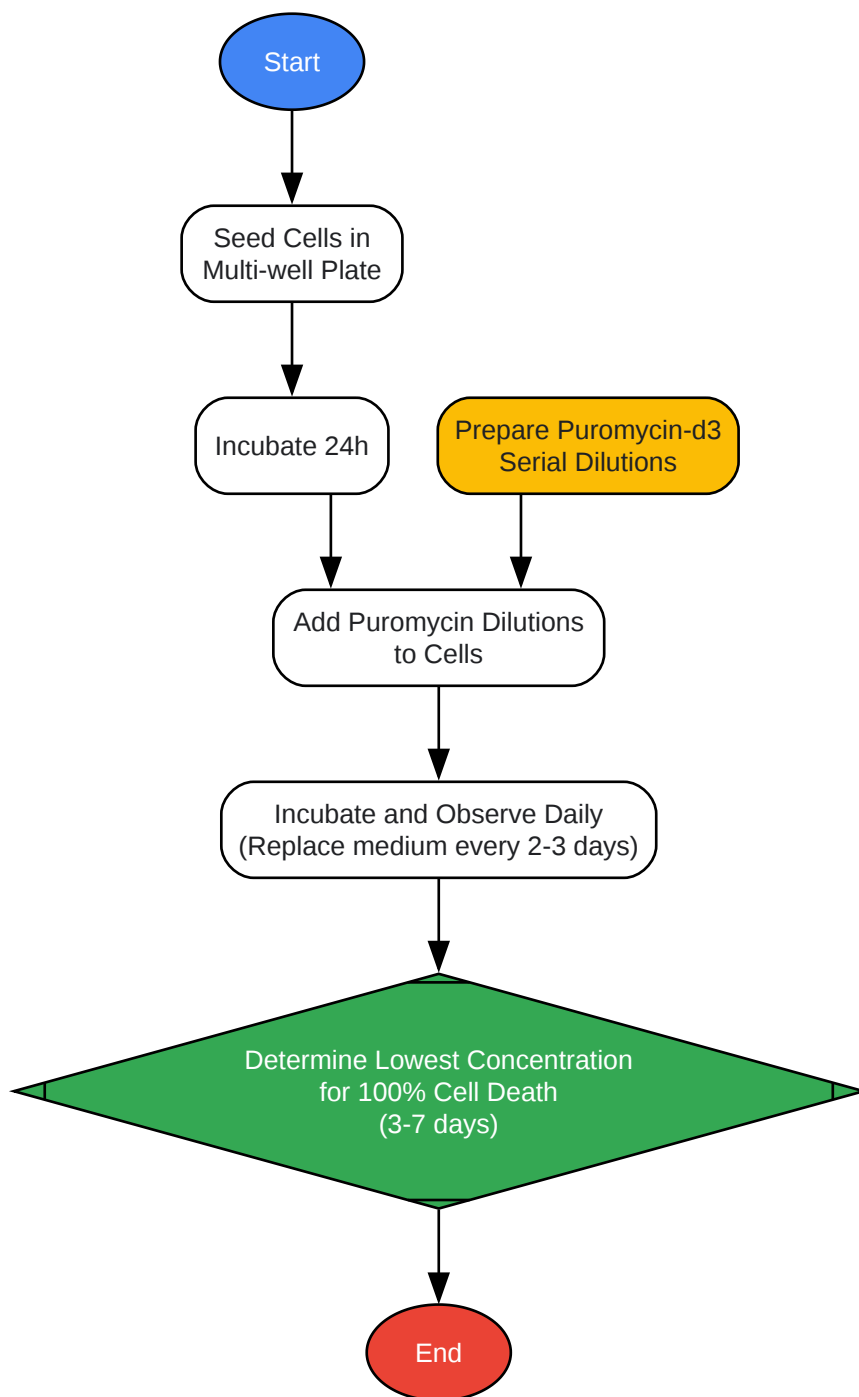 Start
Seed Cells in
Multi-well Plate
Incubate 24h
Prepare Puromycin-d3
Serial Dilutions
Add Puromycin Dilutions
to Cells
Incubate and Observe Daily
(Replace medium every 2-3 days)
Determine Lowest Concentration
for 100% Cell Death
(3-7 days)
End